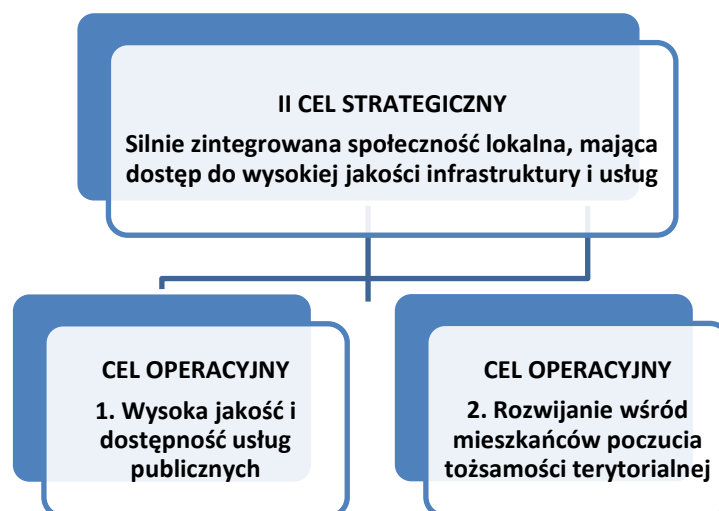 II CEL STRATEGICZNY
Silnie zintegrowana społeczność lokalna, mająca
dostęp do wysokiej jakości infrastruktury i usług
CEL OPERACYJNY
1. Wysoka jakość i
dostępność usług
publicznych
CEL OPERACYJNY
2. Rozwijanie wśród
mieszkańców poczucia
tożsamości terytorialnej